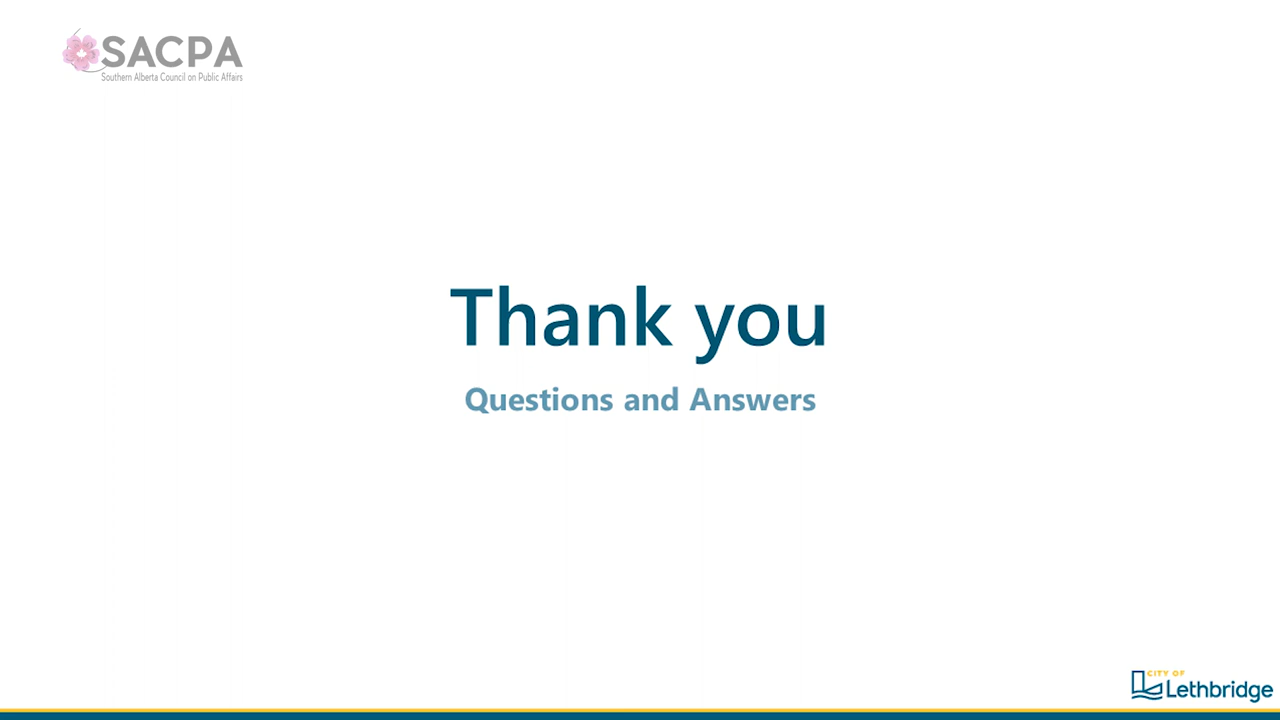 SACPA
Southern Alberta Council on Public Affairs
Thank you
Questions and Answers
CITY OF
Lethbridge